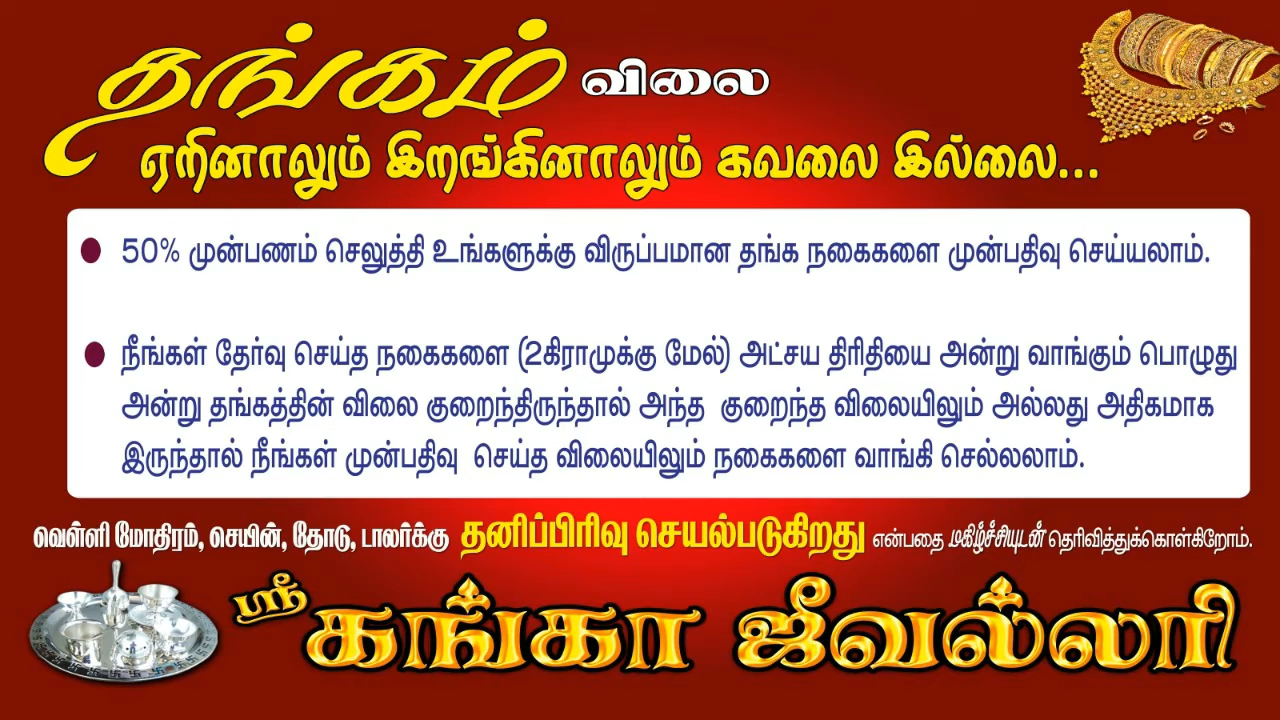 தங்கம் விலை
ஏறினாலும் இறங்கினாலும் கவலை இல்லை...
50% முன்பணம் செலுத்தி உங்களுக்கு விருப்பமான தங்க நகைகளை முன்பதிவு செய்யலாம்.
நீங்கள் தேர்வு செய்த நகைகளை (2கிராமுக்கு மேல்) அட்சய திரிதியை அன்று வாங்கும் பொழுது
அன்று தங்கத்தின் விலை குறைந்திருந்தால் அந்த குறைந்த விலையிலும் அல்லது அதிகமாக
இருந்தால் நீங்கள் முன்பதிவு செய்த விலையிலும் நகைகளை வாங்கி செல்லலாம்.
வெள்ளி மோதிரம், செயின், தோடு, டாலர்க்கு தனிப்பிரிவு செயல்படுகிறது என்பதை மகிழ்ச்சியுடன் தெரிவித்துக்கொள்கிறோம்.
ஸ்ரீ கங்கா ஜீவல்லரி